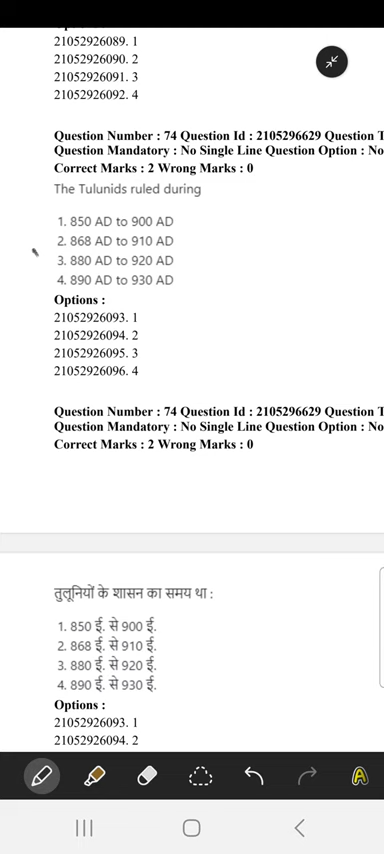 21052926089. 1
21052926090. 2
21052926091. 3
21052926092. 4
Question Number : 74 Question Id : 2105296629 Question T
Question Mandatory : No Single Line Question Option : No
Correct Marks : 2 Wrong Marks : 0
The Tulunids ruled during
1. 850 AD to 900 AD
2. 868 AD to 910 AD
3. 880 AD to 920 AD
4. 890 AD to 930 AD
Options :
21052926093. 1
21052926094. 2
21052926095. 3
21052926096. 4
Question Number : 74 Question Id : 2105296629 Question T
Question Mandatory : No Single Line Question Option : No
Correct Marks : 2 Wrong Marks : 0
तुलूनियों के शासन का समय था :
1. 850 ई. से 900 ई.
2. 868 ई. से 910 ई.
3. 880 ई. से 920 ई.
4. 890 ई. से 930 ई.
Options :
21052926093. 1
21052926094. 2
A